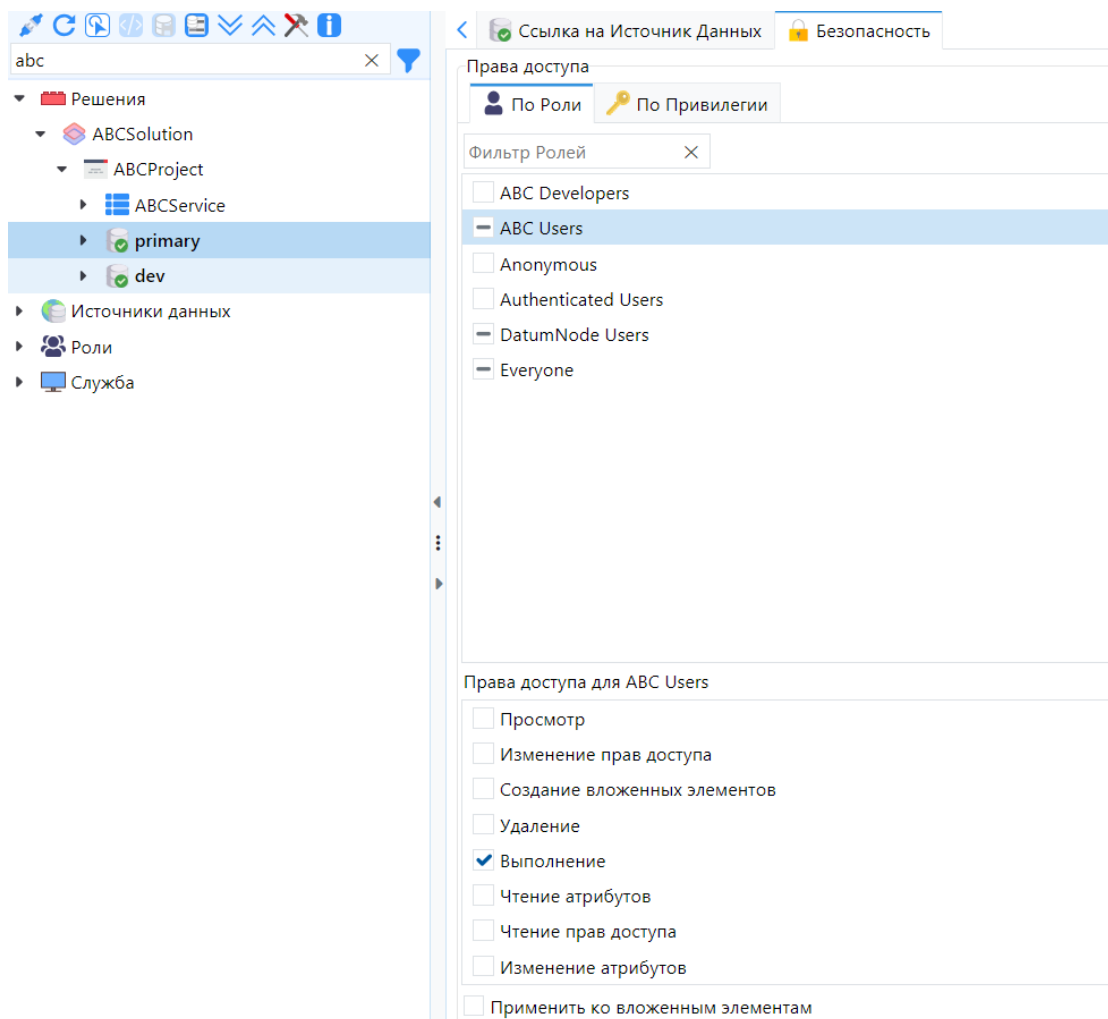 abc
Решения
ABCSolution
ABCProject
ABCService
primary
dev
Источники данных
Роли
Служба
Ссылка на Источник Данных
Безопасность
Права доступа
По Роли
По Привилегии
Фильтр Ролей
ABC Developers
ABC Users
Anonymous
Authenticated Users
DatumNode Users
Everyone
Права доступа для ABC Users
Просмотр
Изменение прав доступа
Создание вложенных элементов
Удаление
Выполнение
Чтение атрибутов
Чтение прав доступа
Изменение атрибутов
Применить ко вложенным элементам